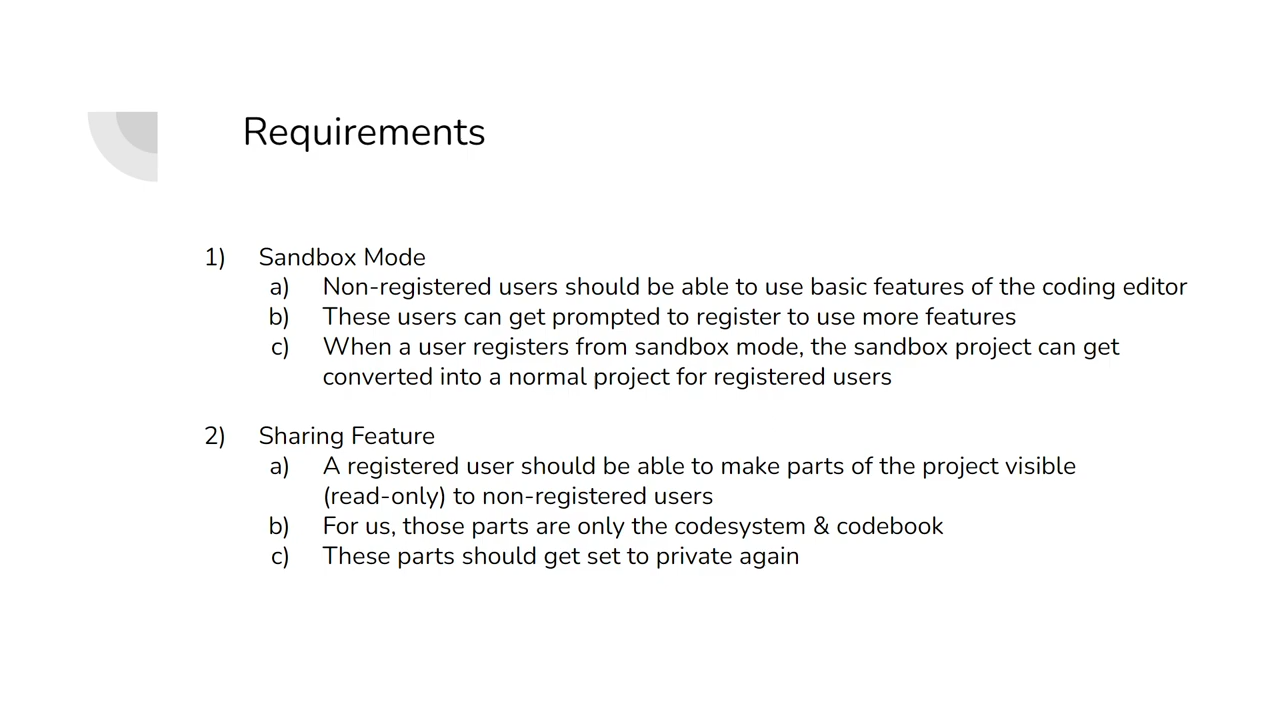 Requirements
1) Sandbox Mode
a) Non-registered users should be able to use basic features of the coding editor
b) These users can get prompted to register to use more features
c) When a user registers from sandbox mode, the sandbox project can get
converted into a normal project for registered users
2) Sharing Feature
a) A registered user should be able to make parts of the project visible
(read-only) to non-registered users
b) For us, those parts are only the codesystem & codebook
c) These parts should get set to private again